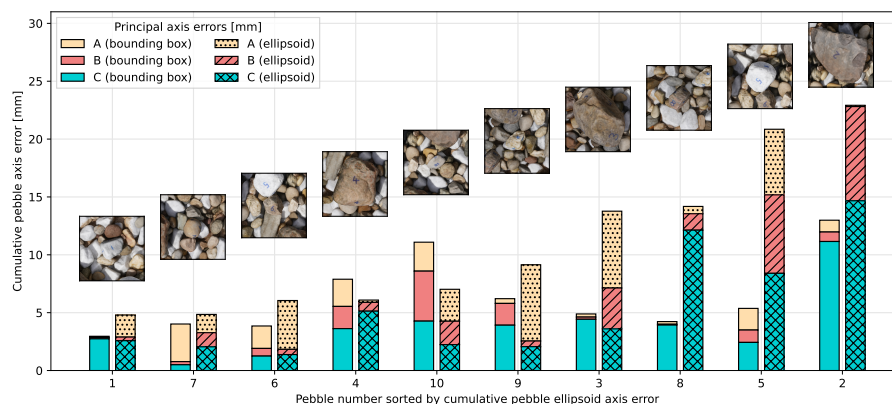 Principal axis errors [mm]
A (bounding box)
B (bounding box)
C (bounding box)
A (ellipsoid)
B (ellipsoid)
C (ellipsoid)
Cumulative pebble axis error [mm]
30
25
20
15
10
5
0
1 7 6 4 10 9 3 8 5 2
Pebble number sorted by cumulative pebble ellipsoid axis error